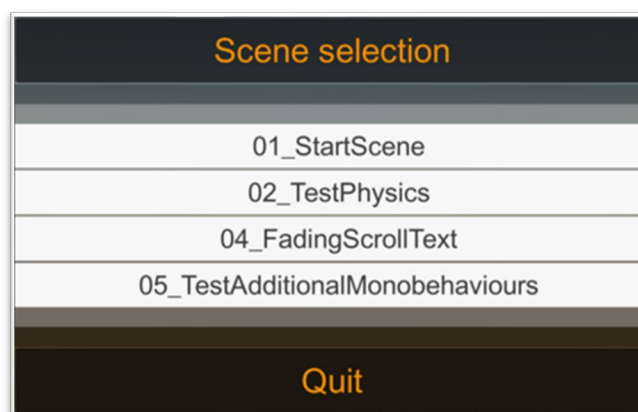 Scene selection
01_StartScene
02_TestPhysics
04_FadingScrollText
05_TestAdditionalMonobehaviours
Quit